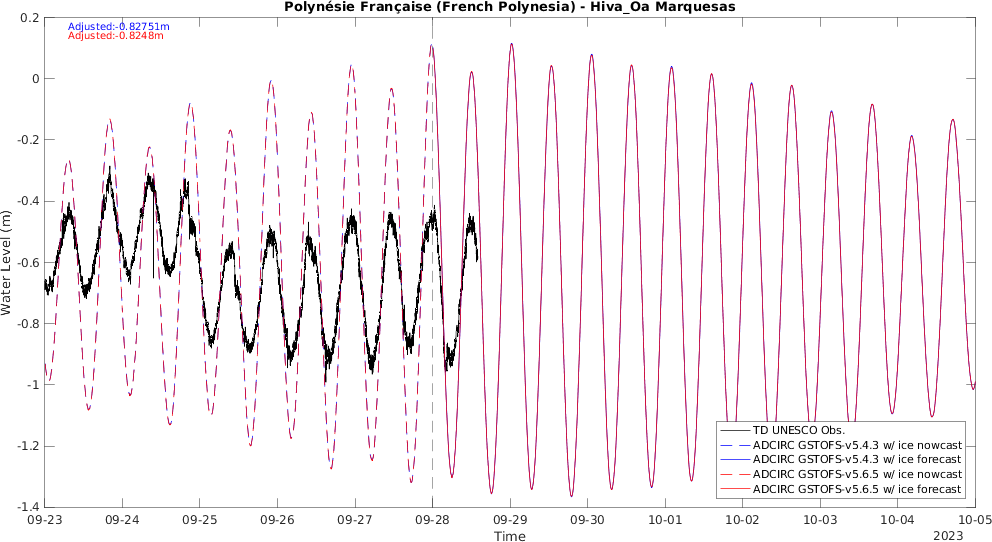 Polynésie Française (French Polynesia) - Hiva_Oa Marquesas
Adjusted:-0.82751m
Adjusted:-0.8248m
0.2
0
-0.2
-0.4
-0.6
-0.8
-1
-1.2
-1.4
Water Level (m)
TD UNESCO Obs.
ADCIRC GSTOFS-v5.4.3 w/ ice nowcast
ADCIRC GSTOFS-v5.4.3 w/ ice forecast
ADCIRC GSTOFS-v5.6.5 w/ ice nowcast
ADCIRC GSTOFS-v5.6.5 w/ ice forecast
09-23 09-24 09-25 09-26 09-27 09-28 09-29 09-30 10-01 10-02 10-03 10-04 10-05
Time
2023